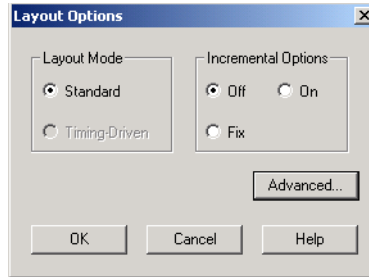 Layout Options
Layout Mode
Standard
Timing-Driven
Incremental Options
Off On
Fix
Advanced...
OK Cancel Help